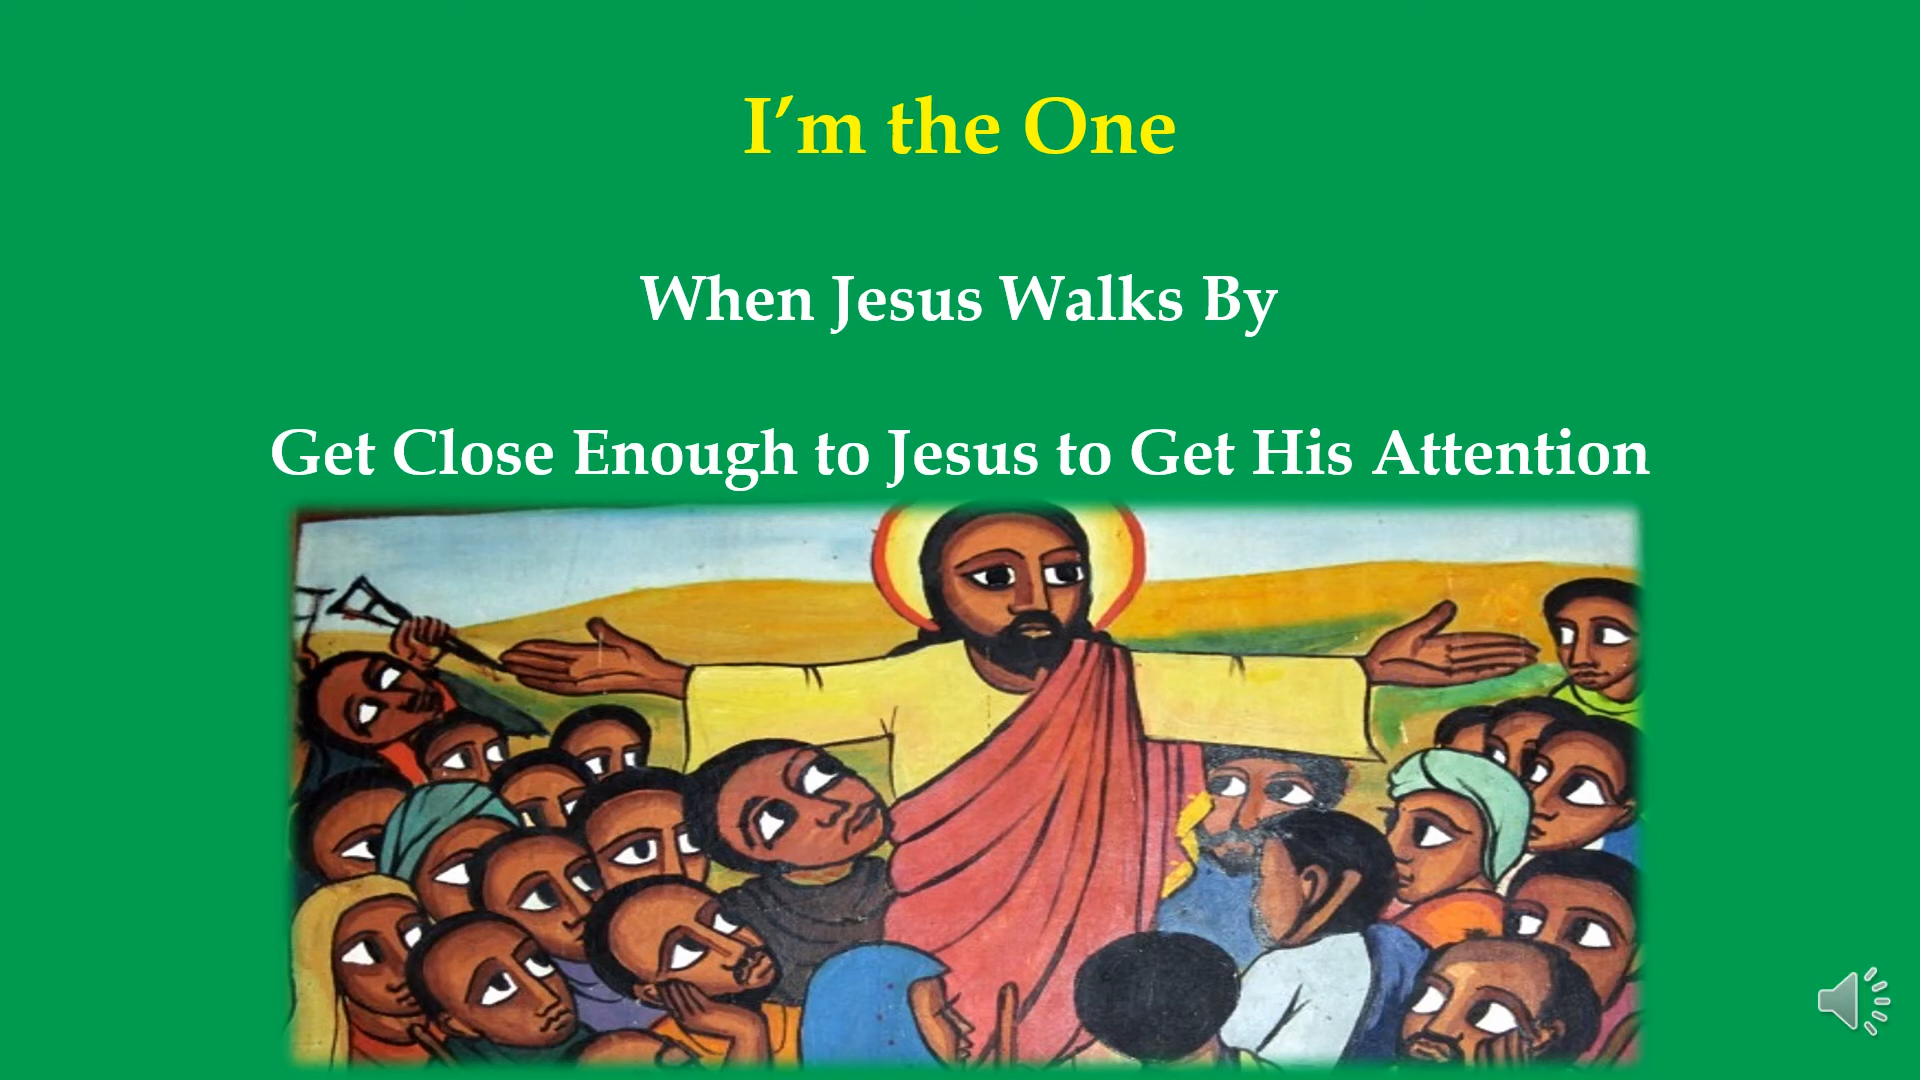 I’m the One
When Jesus Walks By
Get Close Enough to Jesus to Get His Attention